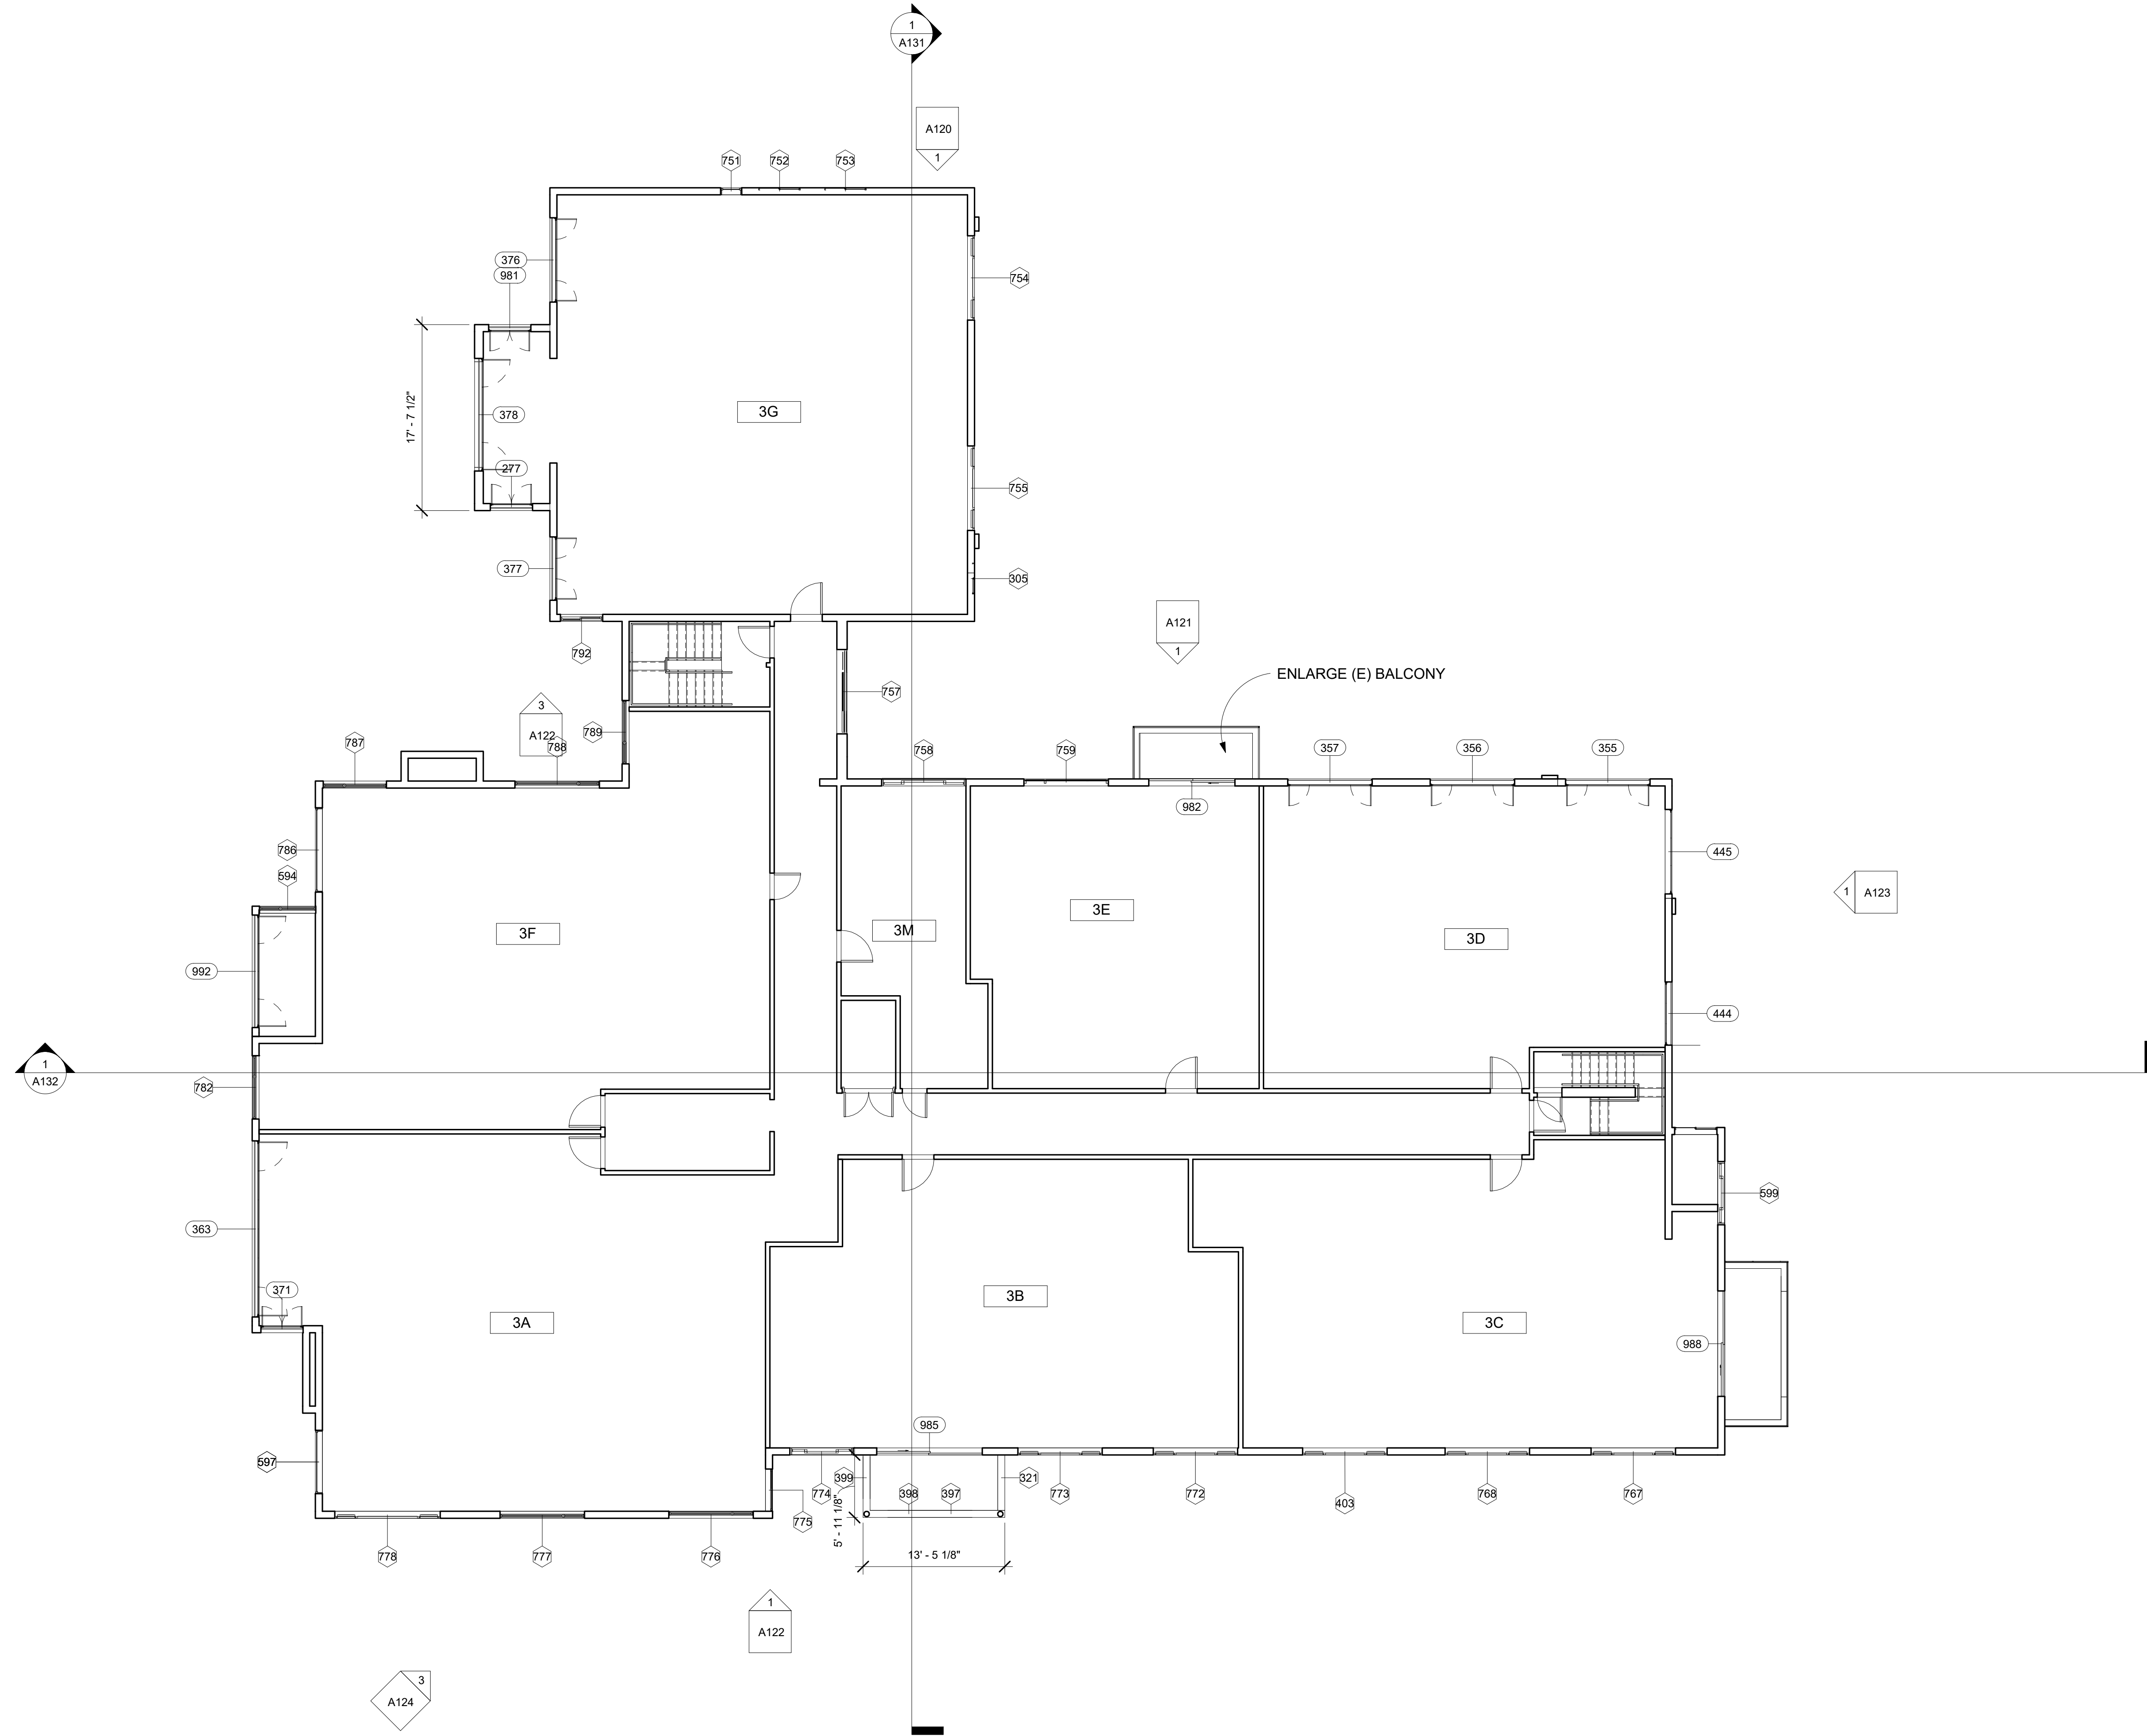 1
A131
A120
1
751
752
753
376
981
754
17' - 7 1/2"
378
3G
277
755
377
305
792
A121
1
ENLARGE (E) BALCONY
757
3
A122
789
787
788
758
759
357
356
355
982
786
445
594
1
A123
3E
3F
3M
3D
992
444
1
A132
782
599
363
371
3B
3A
3C
988
985
597
399
321
774
398
397
773
772
403
768
767
5' - 11 1/8"
775
778
777
776
13' - 5 1/8"
1
A122
3
A124